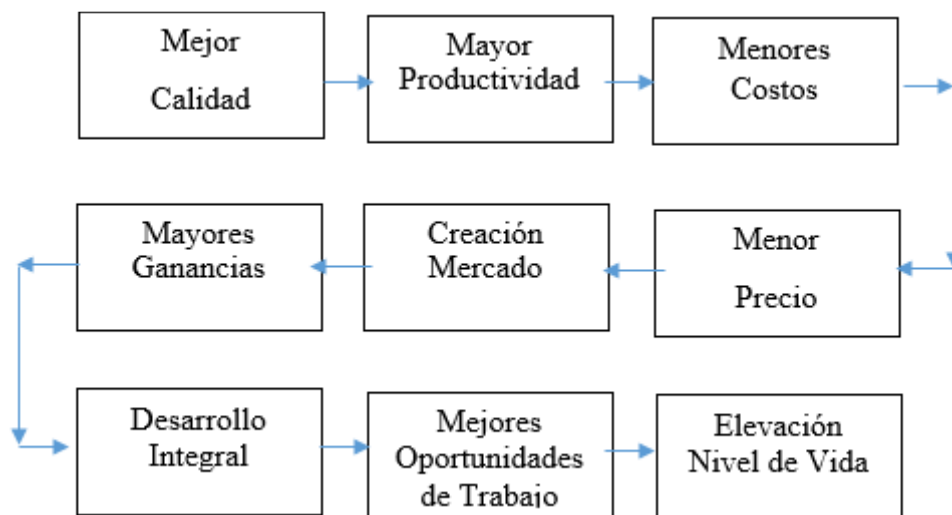 Mejor
Calidad
Mayor
Productividad
Menores
Costos
Mayores
Ganancias
Creación
Mercado
Menor
Precio
Desarrollo
Integral
Mejores
Oportunidades
de Trabajo
Elevación
Nivel de Vida